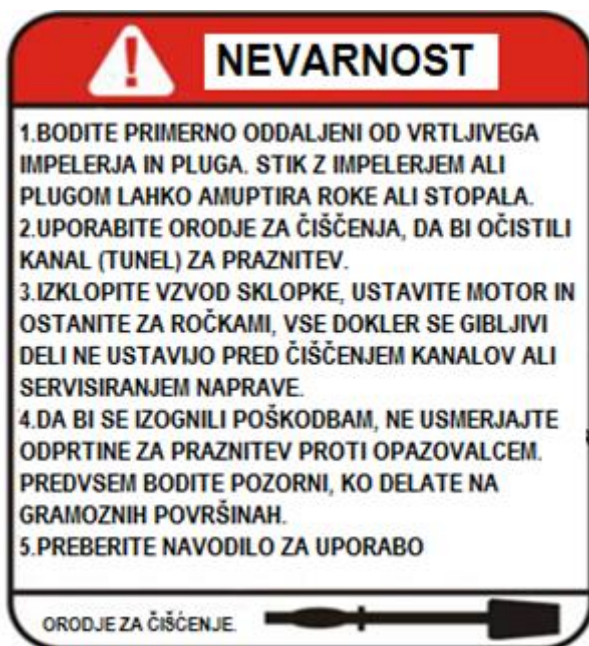 NEVARNOST
1.BODITE PRIMERNO ODDALJENI OD VRTLJIVEGA
IMPELERJA IN PLUGA. STIK Z IMPELERJEM ALI
PLUGOM LAHKO AMUPTIRA ROKE ALI STOPALA.
2.UPORABITE ORODJE ZA ČIŠČENJA, DA BI OČISTILI
KANAL (TUNEL) ZA PRAZNITEV.
3.IZKLOPITE VZVOD SKLOPKE, USTAVITE MOTOR IN
OSTANITE ZA ROČKAMI, VSE DOKLER SE GIBLJIVI
DELI NE USTAVIJO PRED ČIŠČENJEM KANALOV ALI
SERVISIRANJEM NAPRAVE.
4.DA BI SE IZOGNILI POŠKODBAM, NE USMERJAJTE
ODPRTINE ZA PRAZNITEV PROTI OPAZOVALCEM.
PREDVSEM BODITE POZORNI, KO DELATE NA
GRAMOZNIH POVRŠINAH.
5.PREBERITE NAVODILO ZA UPORABO
ORODJE ZA ČIŠĆENJE.